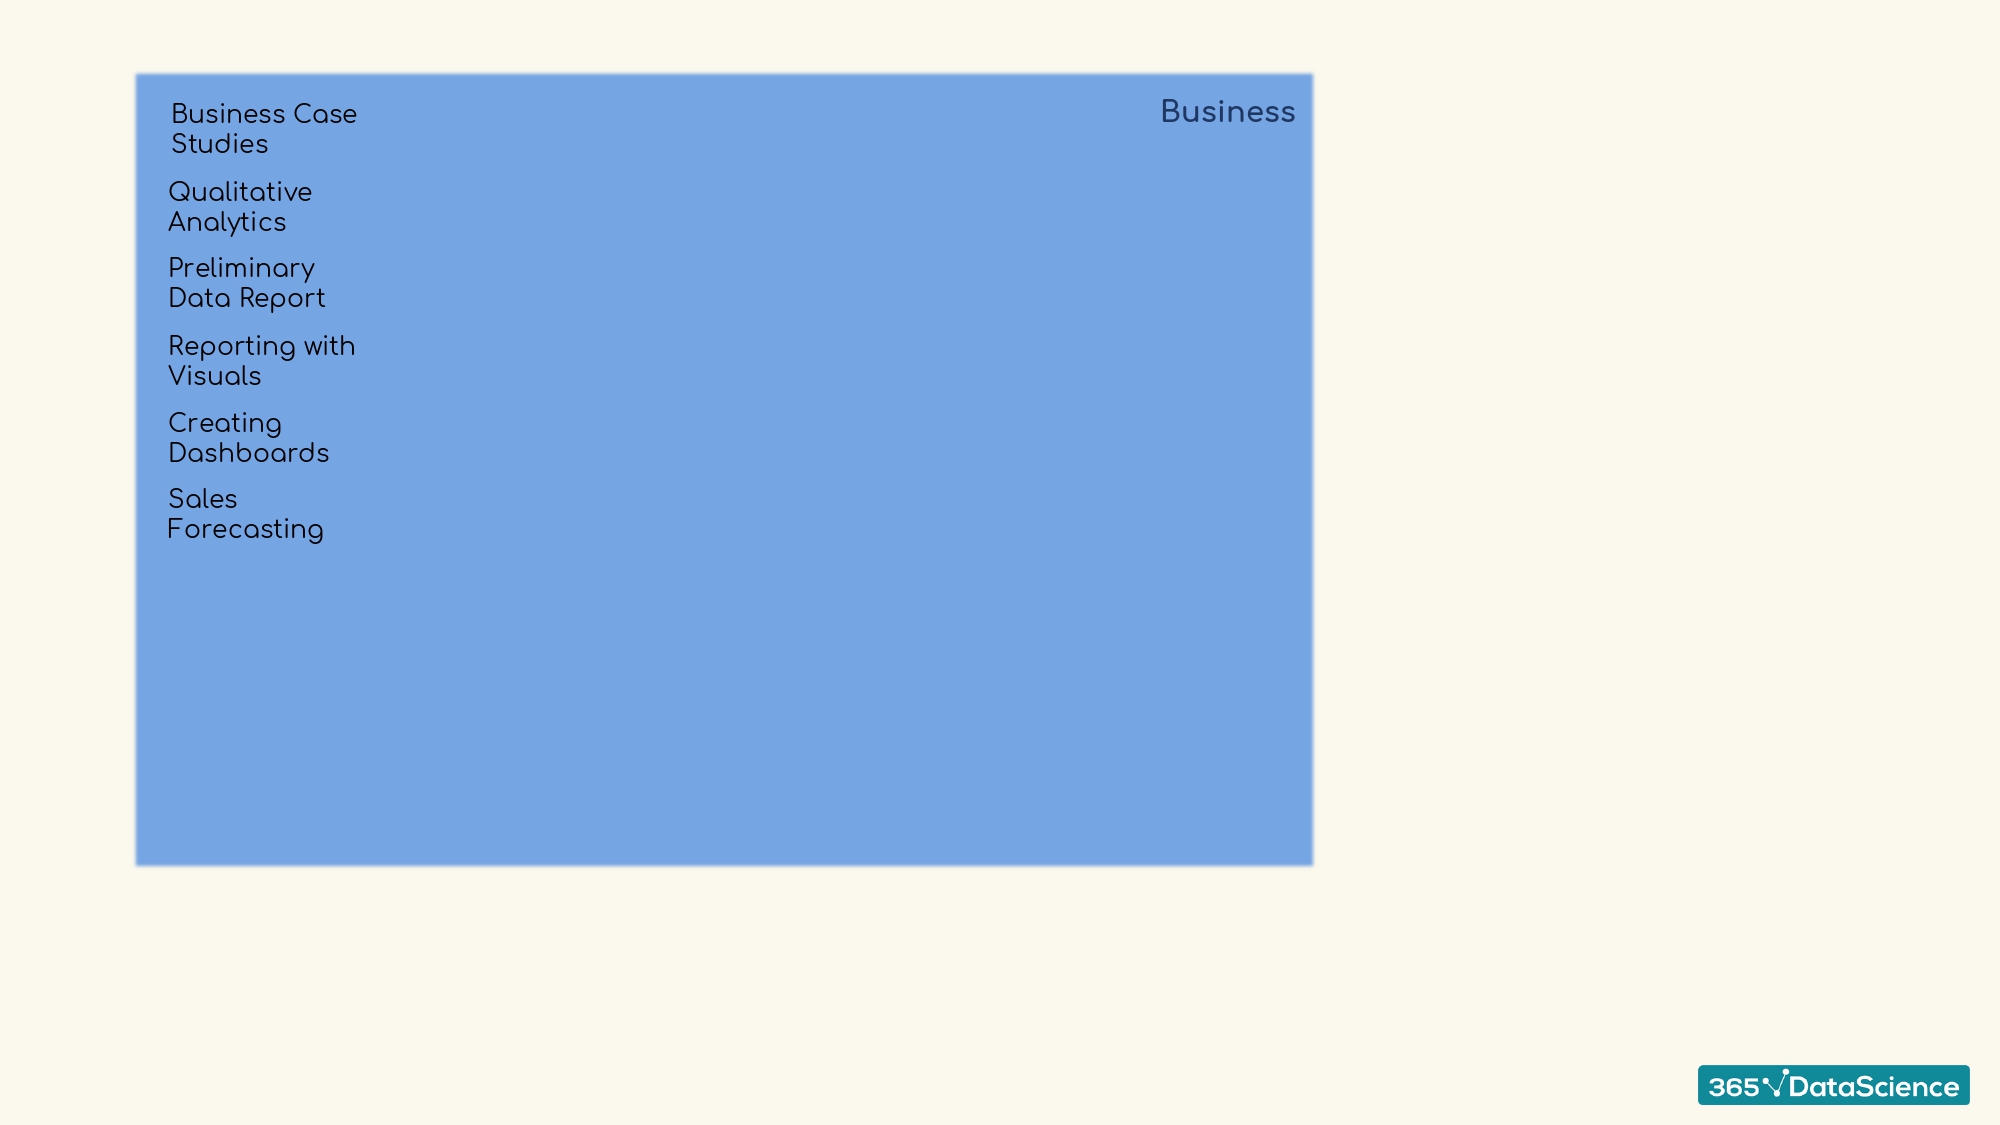 Business Case
Studies
Business
Qualitative
Analytics
Preliminary
Data Report
Reporting with
Visuals
Creating
Dashboards
Sales
Forecasting
365 DataScience